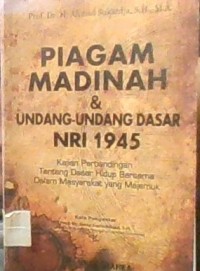 Prof. Dr. H. Ahmad Sukardja, S.H., M.A.
PIAGAM
MADINAH
&
UNDANG-UNDANG DASAR
NRI 1945
Kajian Perbandingan
Tentang Dasar Hidup Bersama
Dalam Masyarakat yang Majemuk
Kata Pengantar